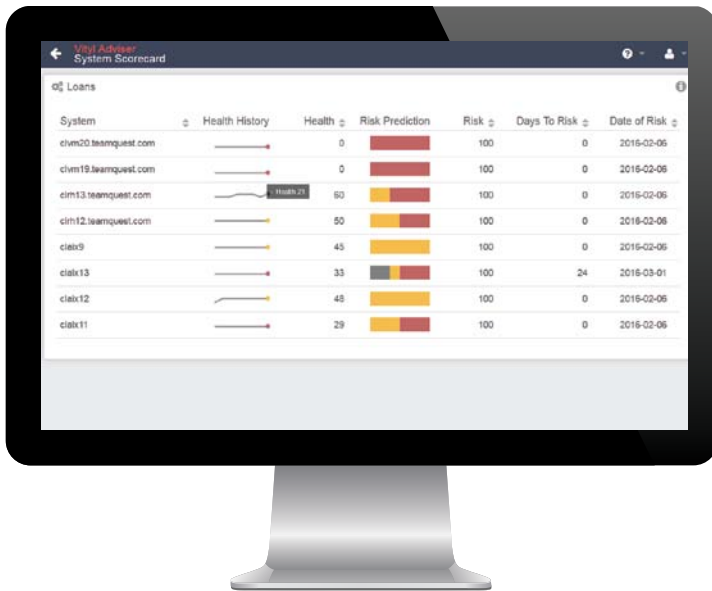 Vityl Adviser
System Scorecard
Loans
System Health History Health Risk Prediction Risk Days To Risk Date of Risk
clvm20.teamquest.com 0 100 0 2016-02-06
clvm19.teamquest.com 0 100 0 2016-02-06
clrh13.teamquest.com Health 21 60 100 0 2016-02-06
clrh12.teamquest.com 50 100 0 2016-02-06
claix9 45 100 0 2016-02-06
claix13 33 100 24 2016-03-01
claix12 48 100 0 2016-02-06
claix11 29 100 0 2016-02-06